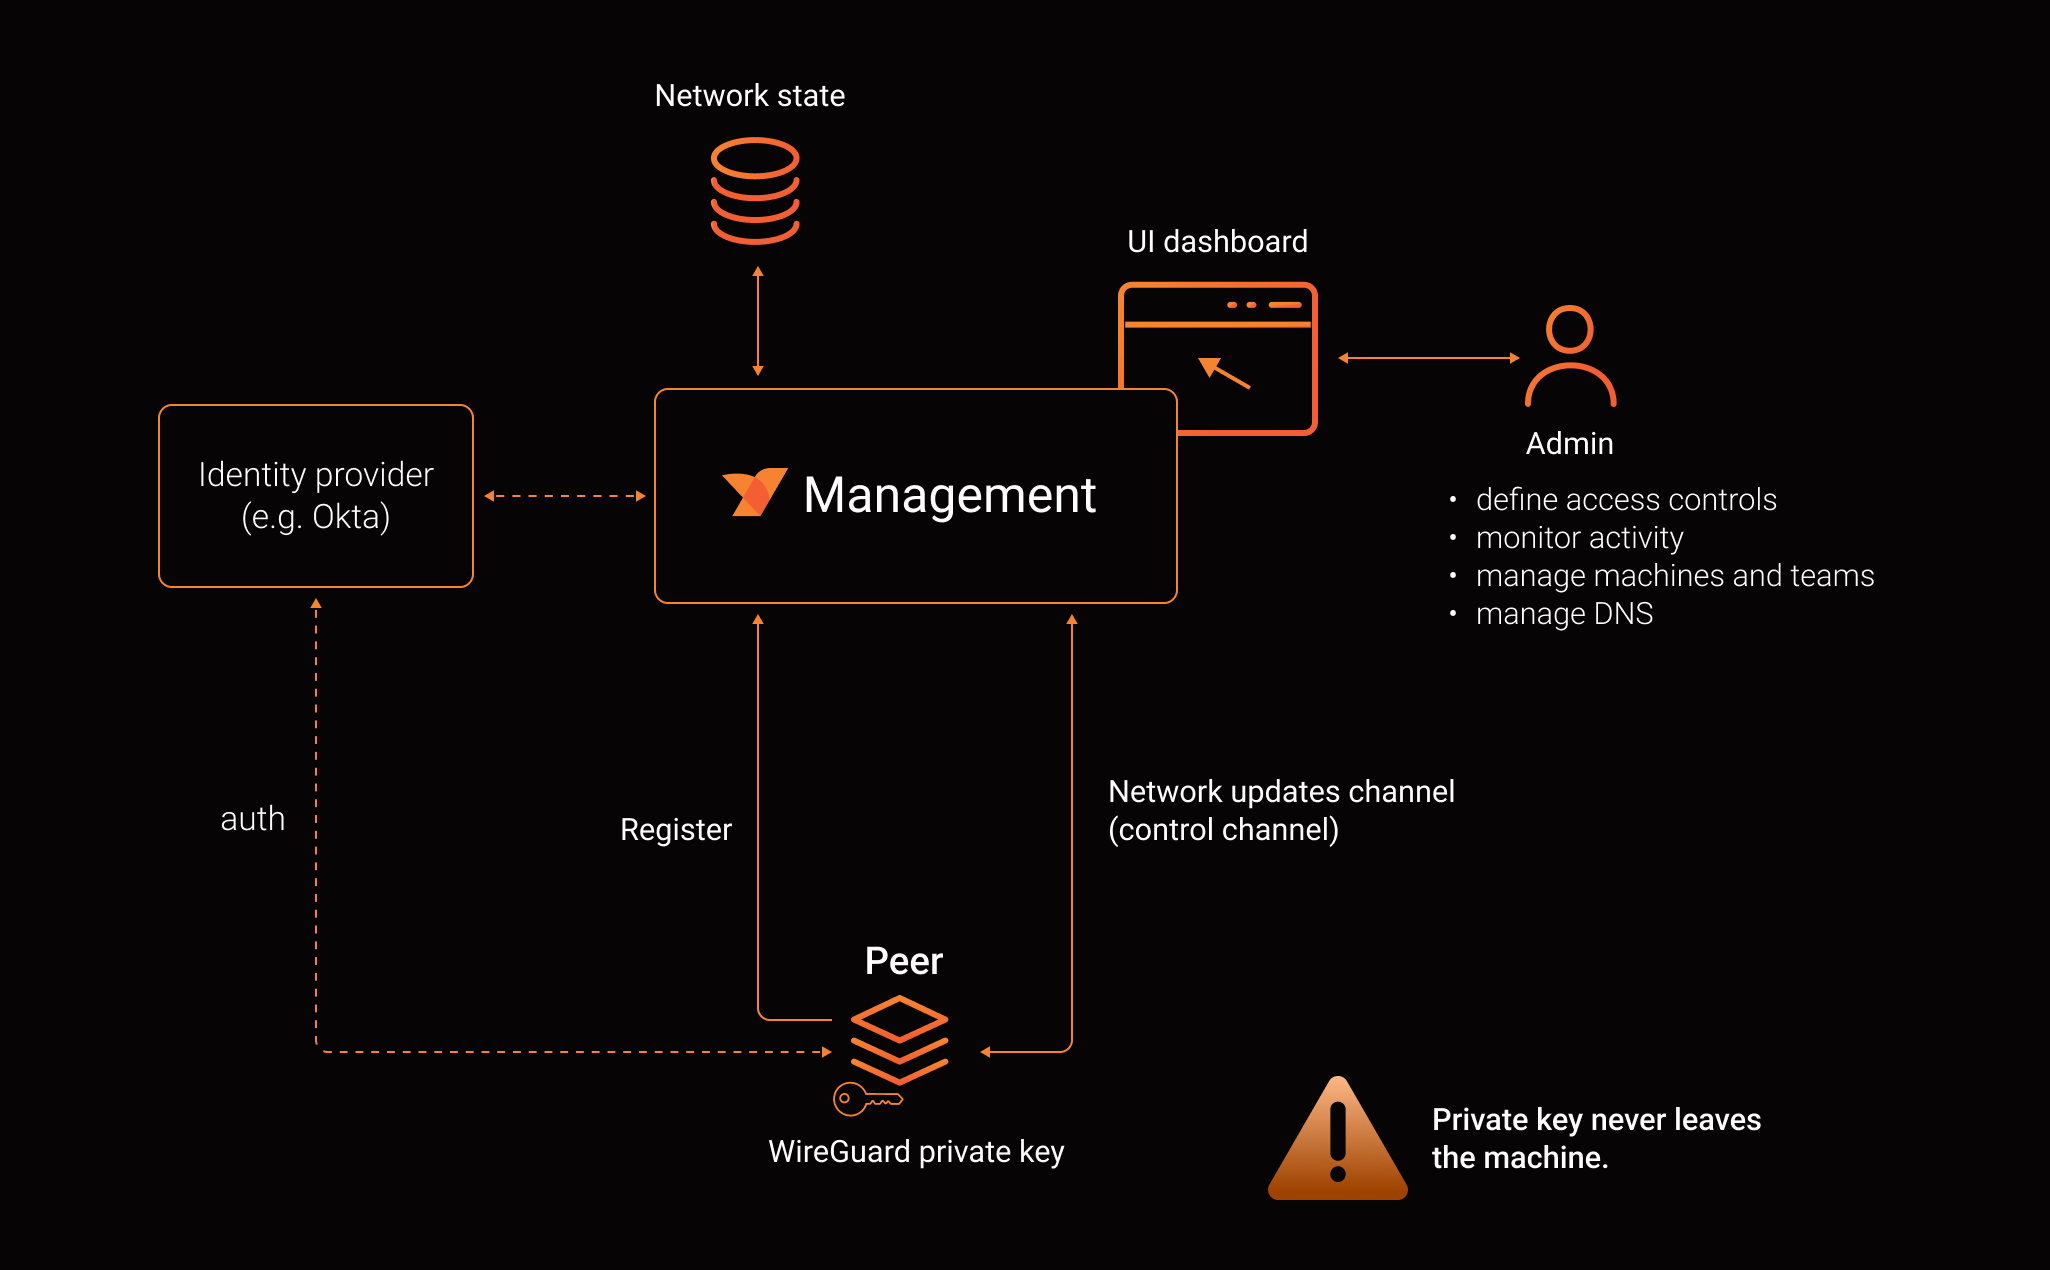 Network state
UI dashboard
Identity provider
(e.g. Okta)
Management
Admin
• define access controls
• monitor activity
• manage machines and teams
• manage DNS
auth
Register
Network updates channel
(control channel)
Peer
WireGuard private key
Private key never leaves
the machine.